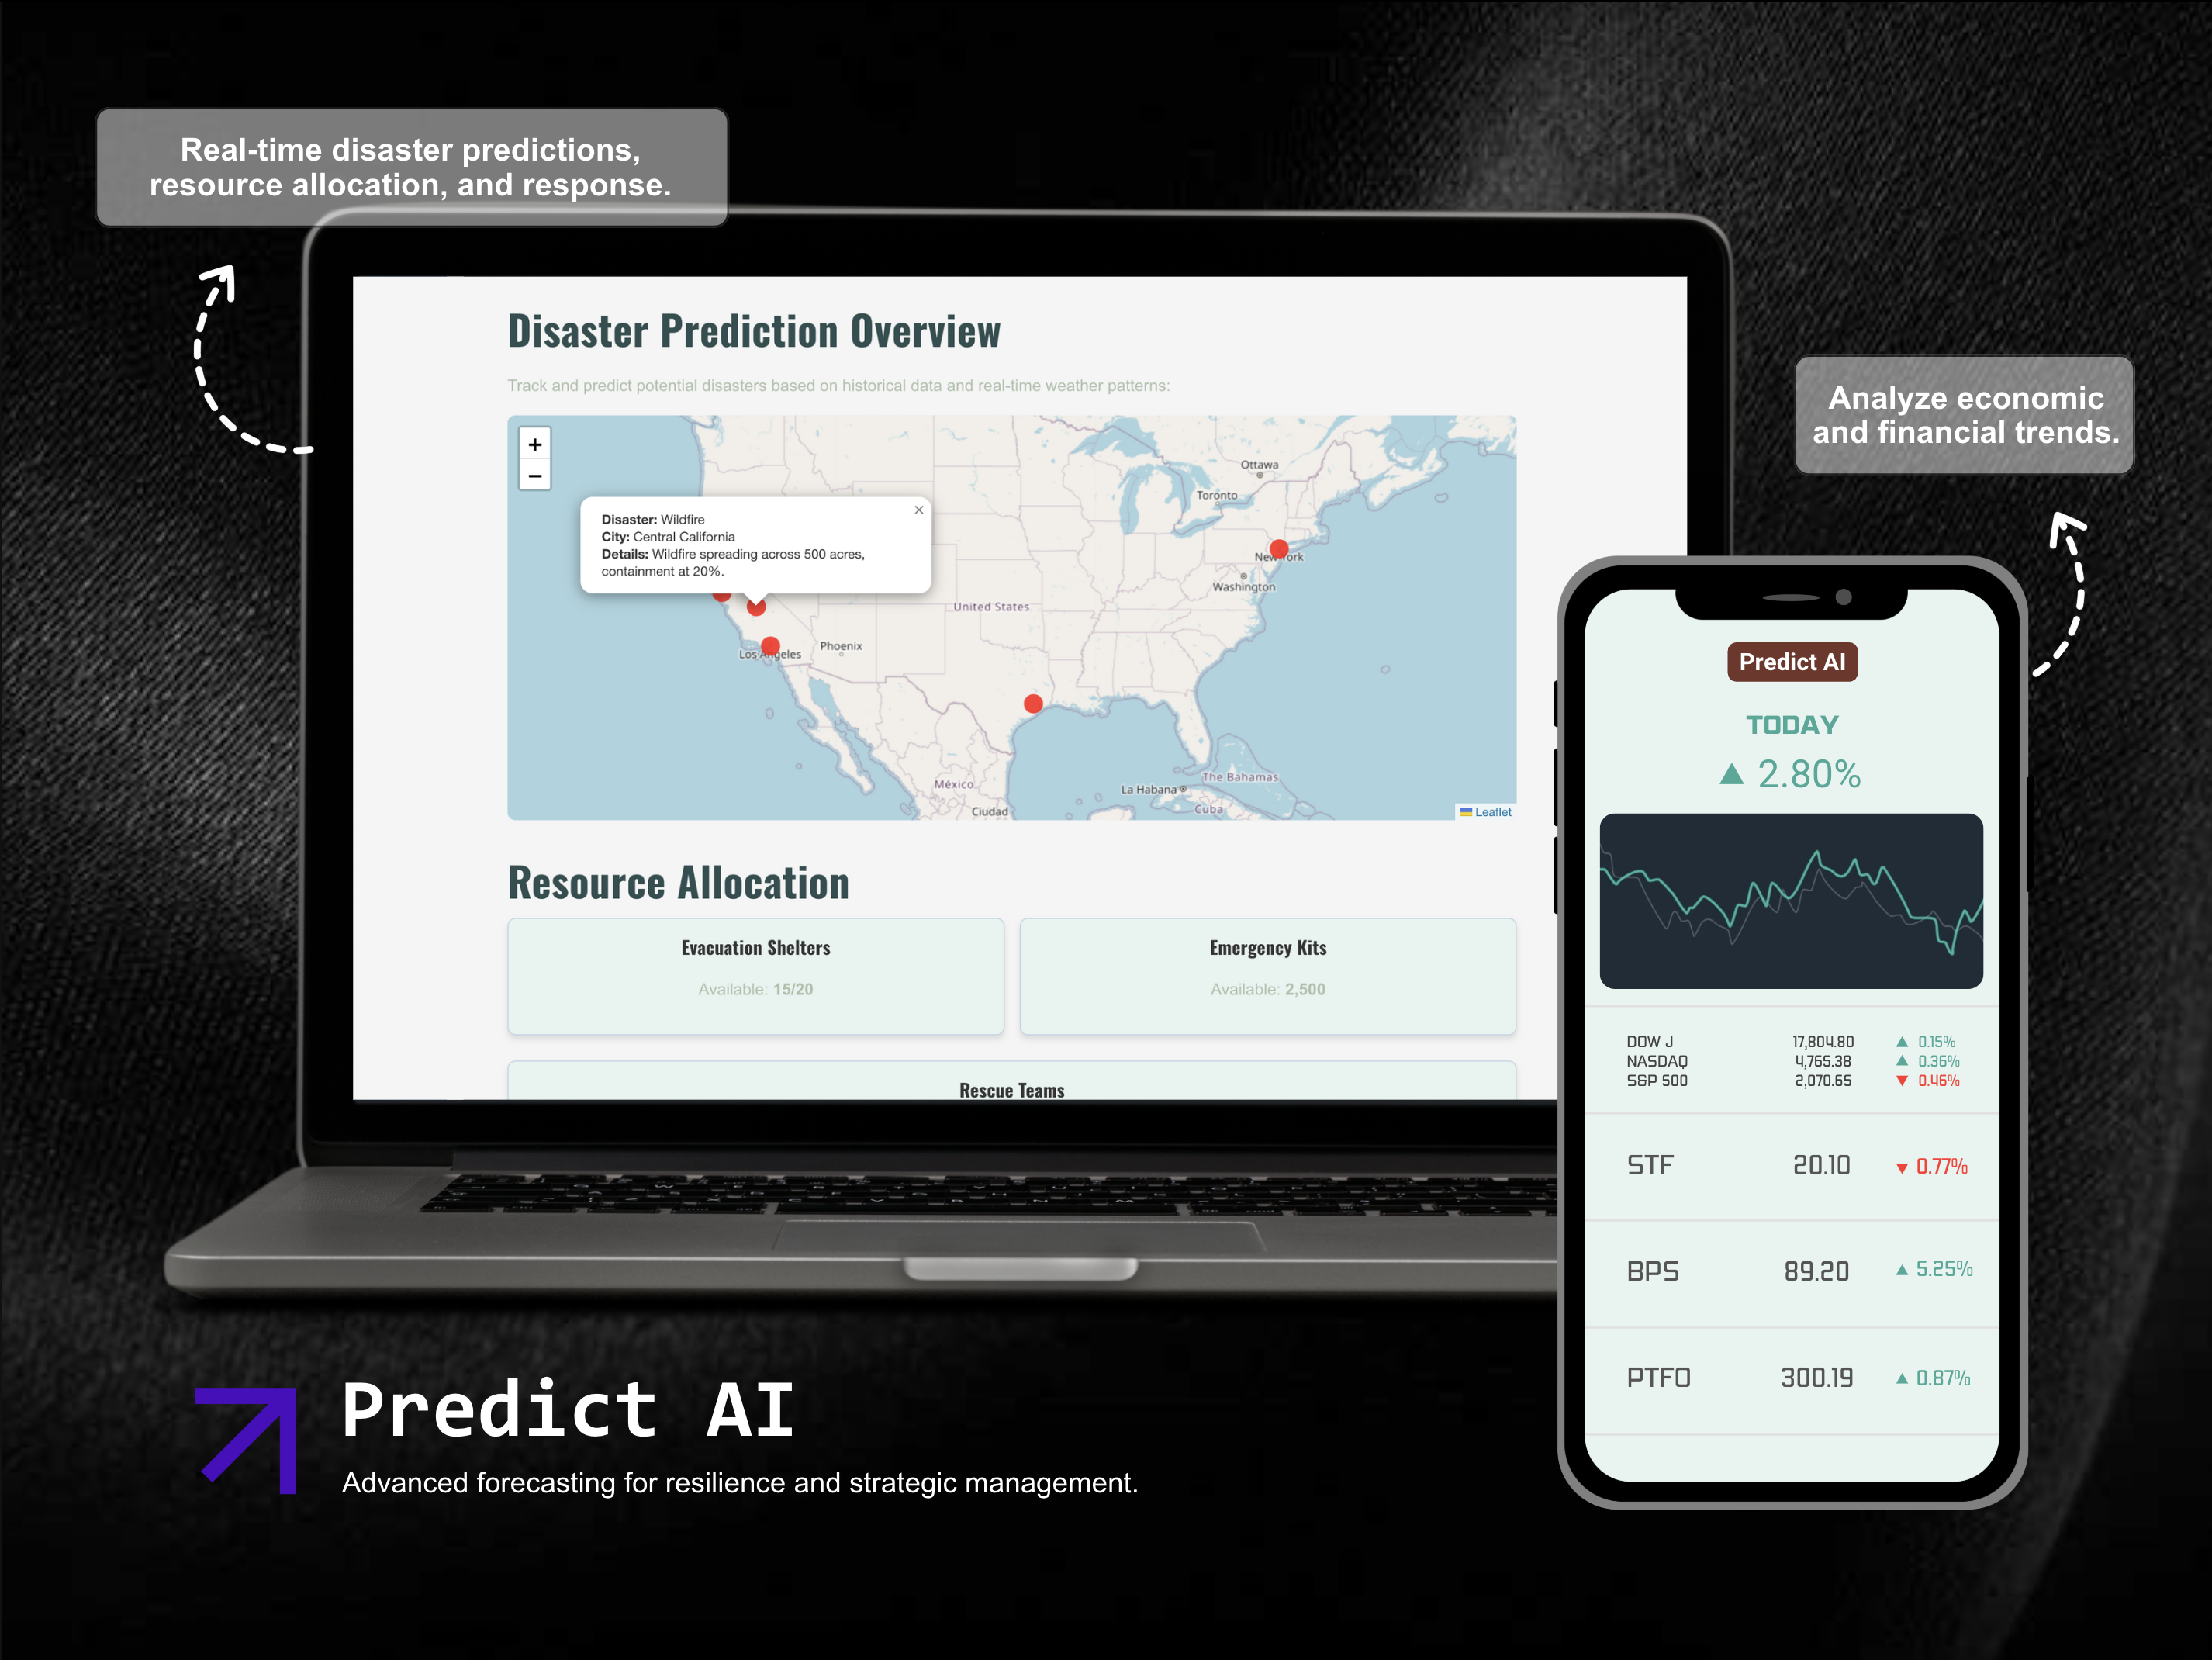 Real-time disaster predictions,
resource allocation, and response.
Disaster Prediction Overview
Track and predict potential disasters based on historical data and real-time weather patterns:
+
−
Disaster: Wildfire
City: Central California
Details: Wildfire spreading across 500 acres,
containment at 20%.
×
Ottawa
Toronto
New York
Washington
United States
Los Angeles
Phoenix
México
Ciudad
La Habana
The Bahamas
Cuba
Leaflet
Resource Allocation
Evacuation Shelters
Available: 15/20
Emergency Kits
Available: 2,500
Rescue Teams
Analyze economic
and financial trends.
Predict AI
TODAY
▲ 2.80%
DOW J 17,804.80 ▲ 0.15%
NASDAQ 4,765.38 ▲ 0.36%
S&P 500 2,070.65 ▼ 0.46%
STF 20.10 ▼ 0.77%
BPS 89.20 ▲ 5.25%
PTFO 300.19 ▲ 0.87%
Predict AI
Advanced forecasting for resilience and strategic management.